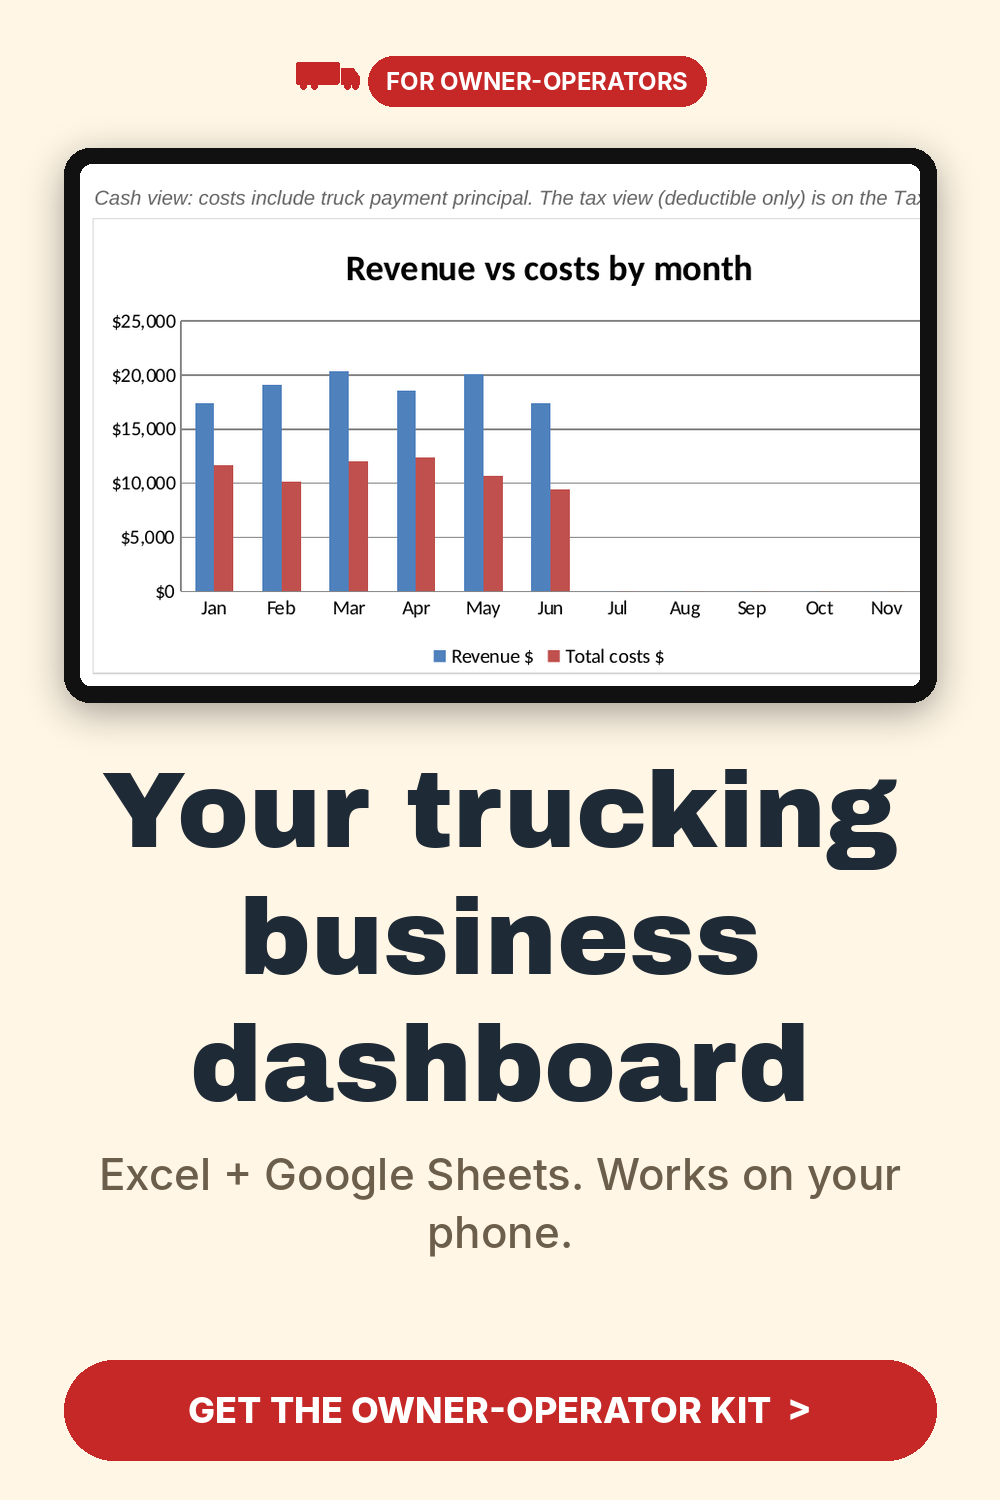 FOR OWNER-OPERATORS
Cash view: costs include truck payment principal. The tax view (deductible only) is on the Tax
Revenue vs costs by month
$25,000
$20,000
$15,000
$10,000
$5,000
$0
Jan Feb Mar Apr May Jun Jul Aug Sep Oct Nov
Revenue $ Total costs $
Your trucking
business
dashboard
Excel + Google Sheets. Works on your
phone.
GET THE OWNER-OPERATOR KIT >